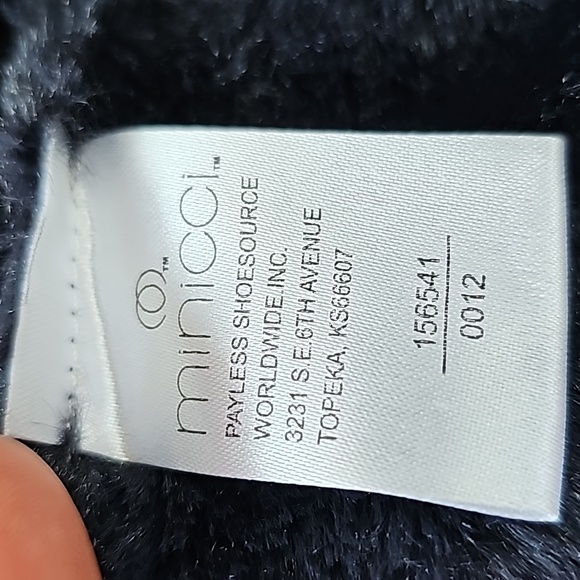 minicci™
PAYLESS SHOESOURCE
WORLDWIDE.INC.
3231 S.E.6TH AVENUE
TOPEKA, KS66607
156541
0012